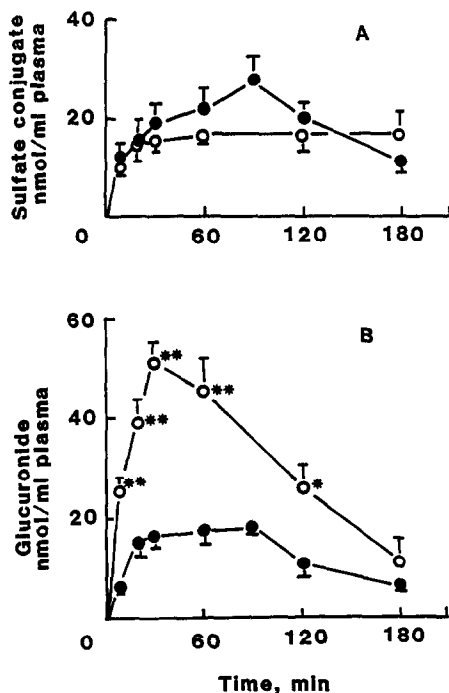 A
Sulfate conjugate
nmol/ml plasma
40
20
0
60
120
180
B
Glucuronide
nmol/ml plasma
60
40
20
**
**
**
**
*
0
60
120
180
Time, min